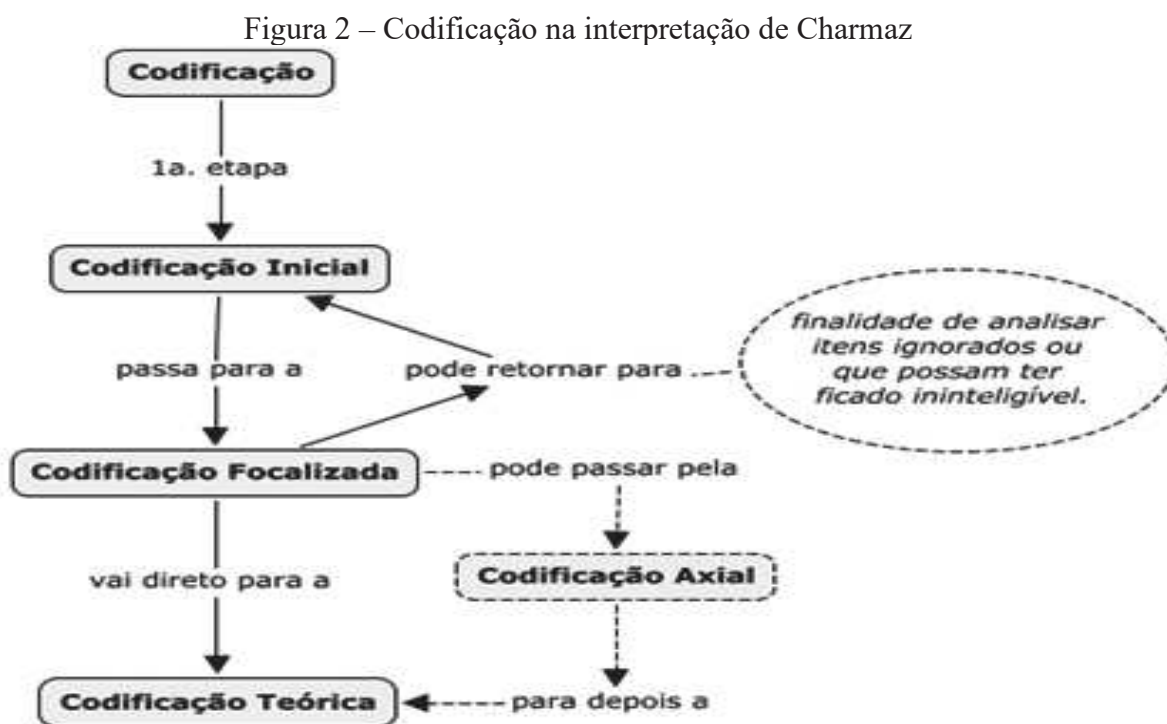 Figura 2 – Codificação na interpretação de Charmaz
Codificação
1a. etapa
Codificação Inicial
passa para a
pode retornar para
finalidade de analisar
itens ignorados ou
que possam ter
ficado ininteligível.
Codificação Focalizada
pode passar pela
vai direto para a
Codificação Axial
Codificação Teórica
para depois a